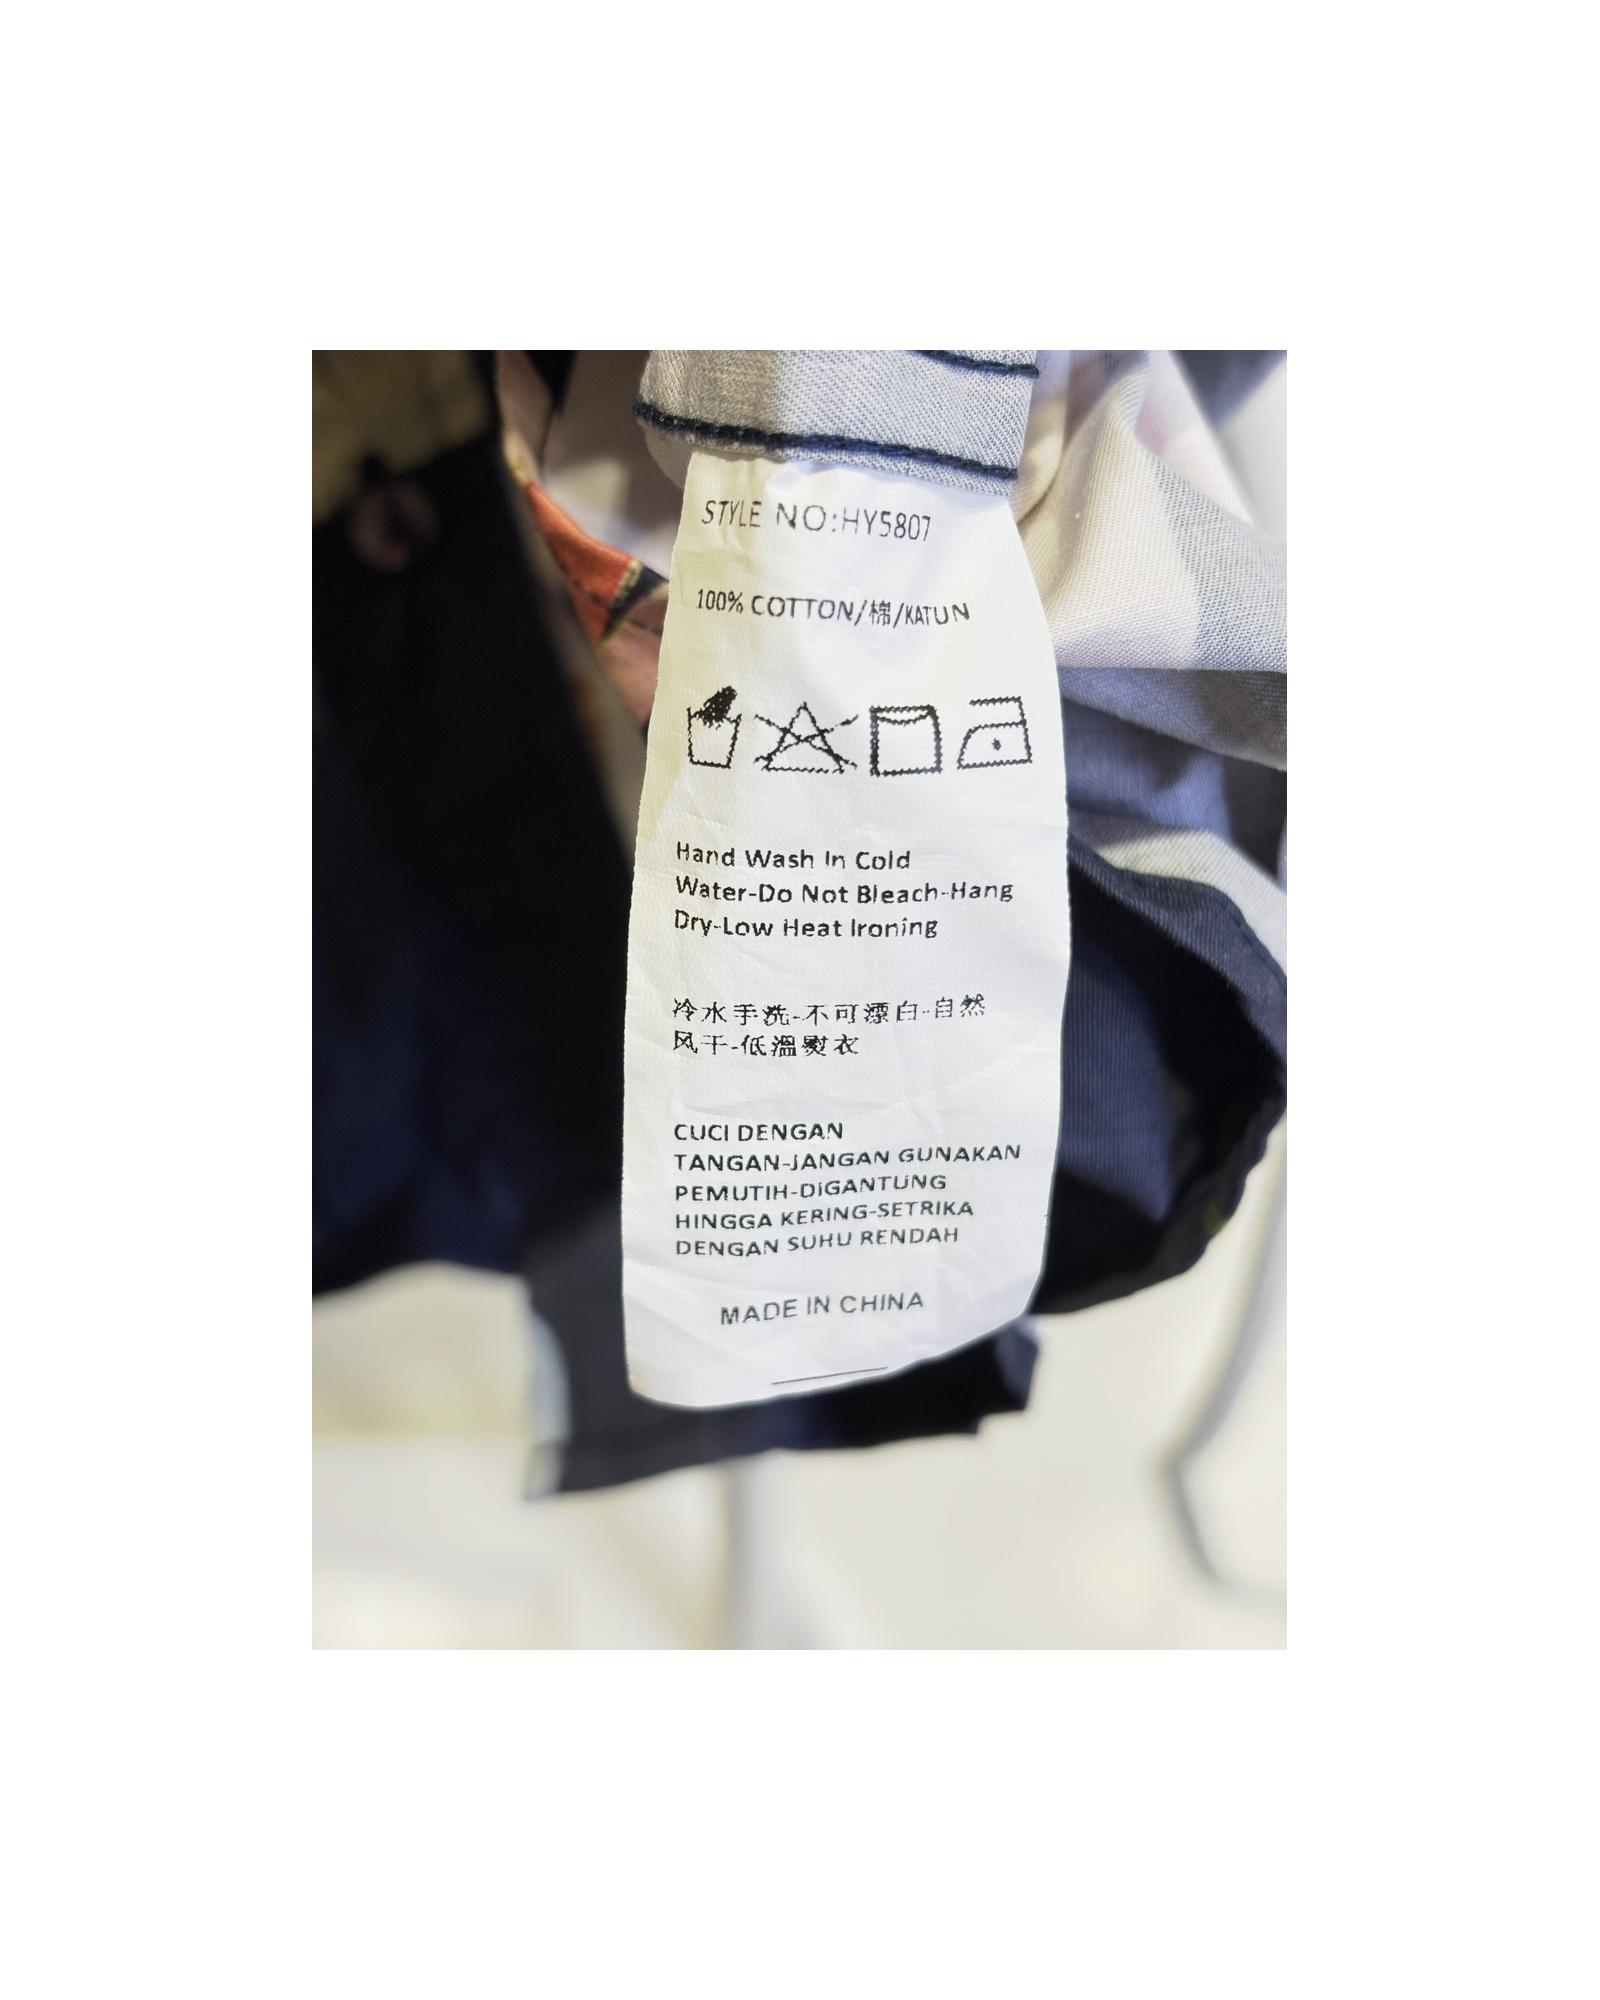 STYLE NO:HY5807
100% COTTON/棉/KATUN
Hand Wash In Cold
Water-Do Not Bleach-Hang
Dry-Low Heat Ironing
冷水手洗-不可漂白-自然
风干-低溫熨衣
CUCI DENGAN
TANGAN-JANGAN GUNAKAN
PEMUTIH-DIGANTUNG
HINGGA KERING-SETRIKA
DENGAN SUHU RENDAH
MADE IN CHINA